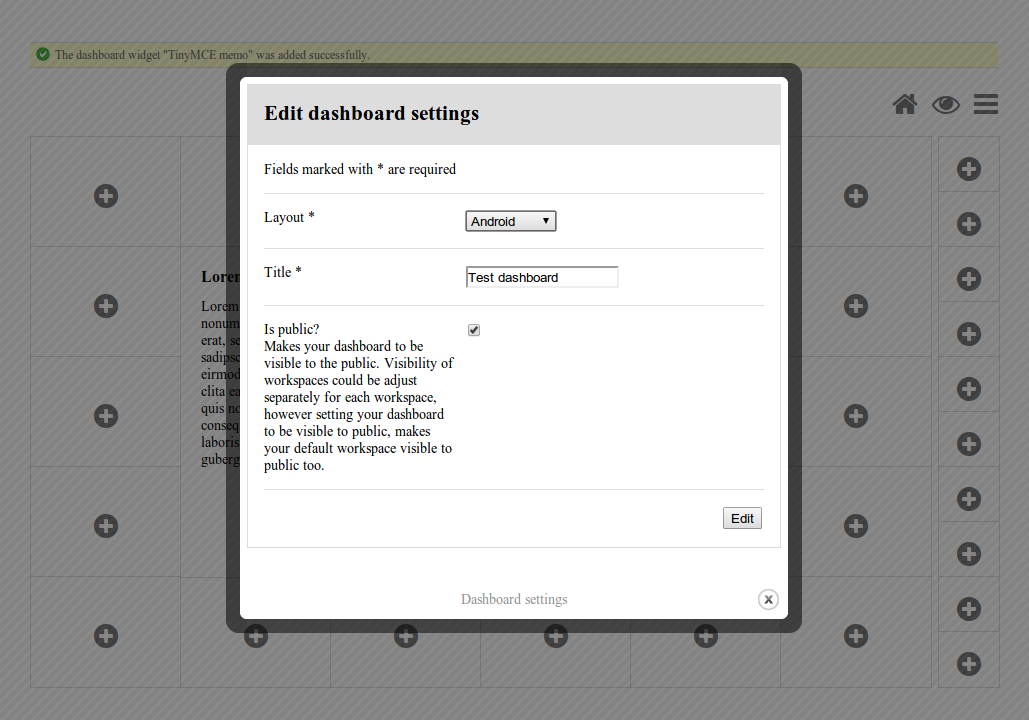 The dashboard widget "TinyMCE memo" was added successfully.
Edit dashboard settings
Fields marked with * are required
Layout *
Android
Title *
Test dashboard
Is public?
Makes your dashboard to be
visible to the public. Visibility of
workspaces could be adjust
separately for each workspace,
however setting your dashboard
to be visible to public, makes
your default workspace visible to
public too.
Edit
Dashboard settings
Lorem
nonum
erat, se
sadipsc
eirmod
clita ea
quis no
conseq
laboris
guberg